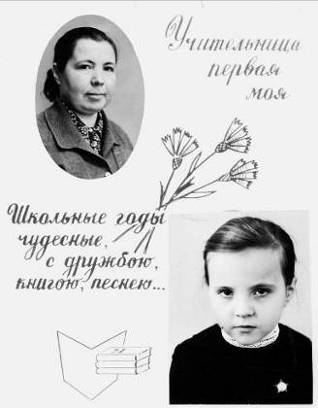 Учительница
первая
моя
Школьные годы
чудесные,
с дружбою,
книгою, песнею...